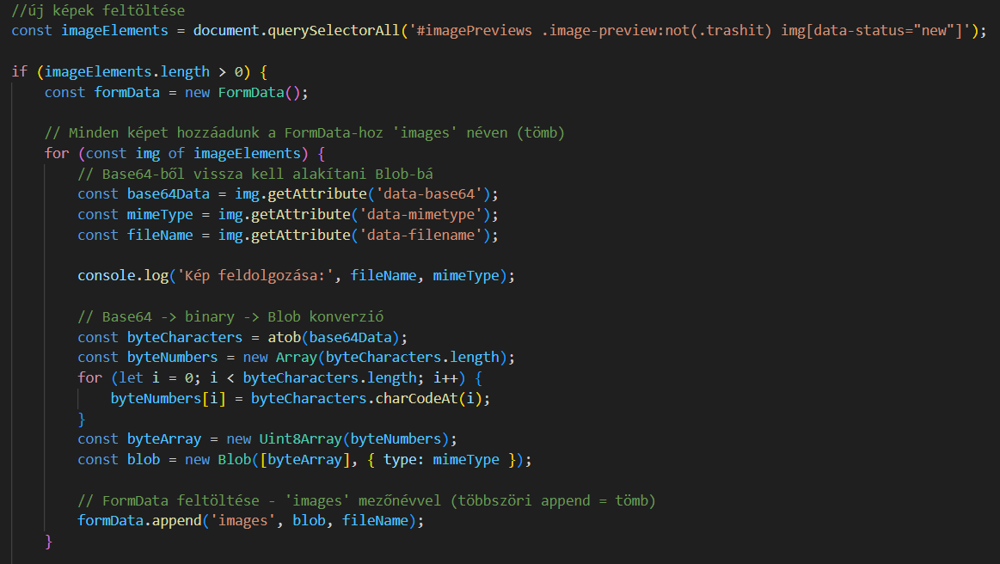 //új képek feltöltése
const imageElements = document.querySelectorAll('#imagePreviews .image-preview:not(.trashit) img[data-status="new"]');
if (imageElements.length > 0) {
const formData = new FormData();
// Minden képet hozzáadunk a FormData-hoz 'images' néven (tömb)
for (const img of imageElements) {
// Base64-ből vissza kell alakítani Blob-bá
const base64Data = img.getAttribute('data-base64');
const mimeType = img.getAttribute('data-mimetype');
const fileName = img.getAttribute('data-filename');
console.log('Kép feldolgozása:', fileName, mimeType);
// Base64 -> binary -> Blob konverzió
const byteCharacters = atob(base64Data);
const byteNumbers = new Array(byteCharacters.length);
for (let i = 0; i < byteCharacters.length; i++) {
byteNumbers[i] = byteCharacters.charCodeAt(i);
}
const byteArray = new Uint8Array(byteNumbers);
const blob = new Blob([byteArray], { type: mimeType });
// FormData feltöltése - 'images' mezőnévvel (többszöri append = tömb)
formData.append('images', blob, fileName);
}